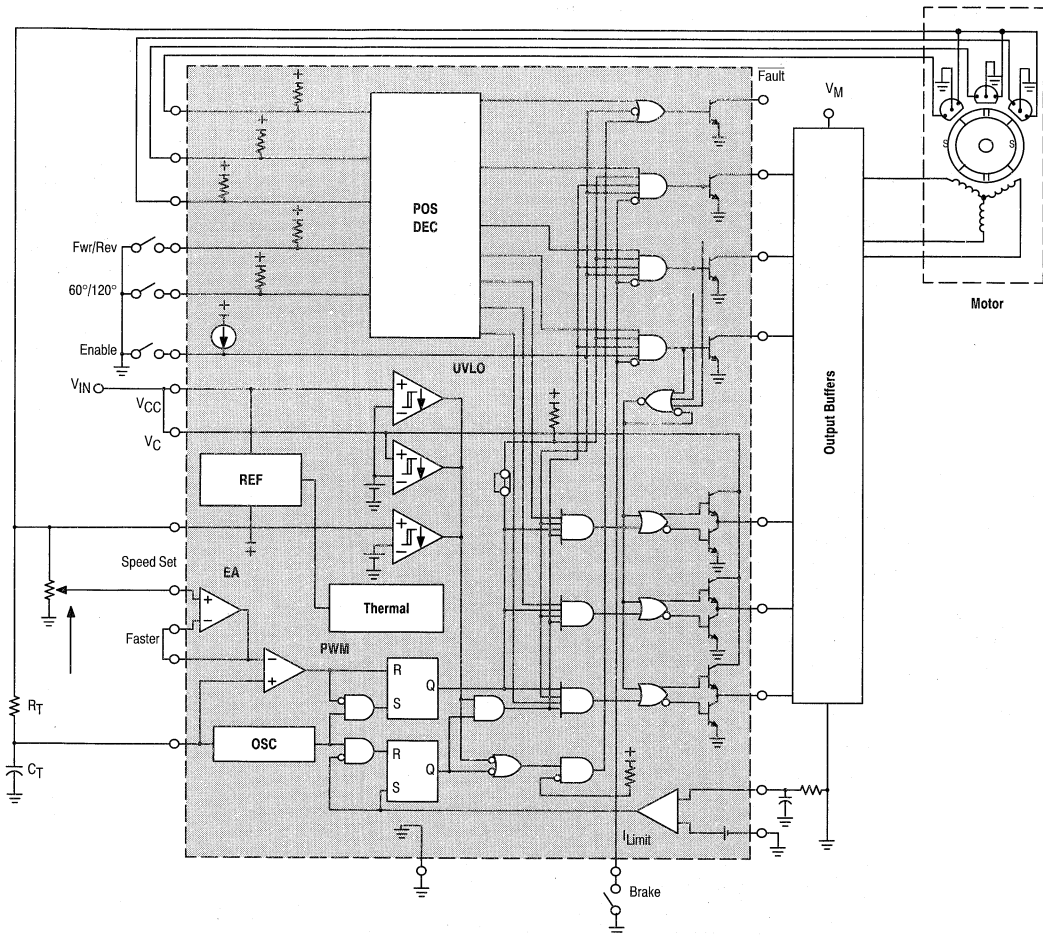 Fault
VM
POS
DEC
Fwr/Rev
60°/120°
Enable
Motor
UVLO
VIN
VCC
VC
REF
Output Buffers
Speed Set
EA
Thermal
Faster
PWM
R
S
Q
RT
OSC
R
S
Q
CT
ILimit
Brake
S
S
+
−
+
−
+
−
+
−
−
+